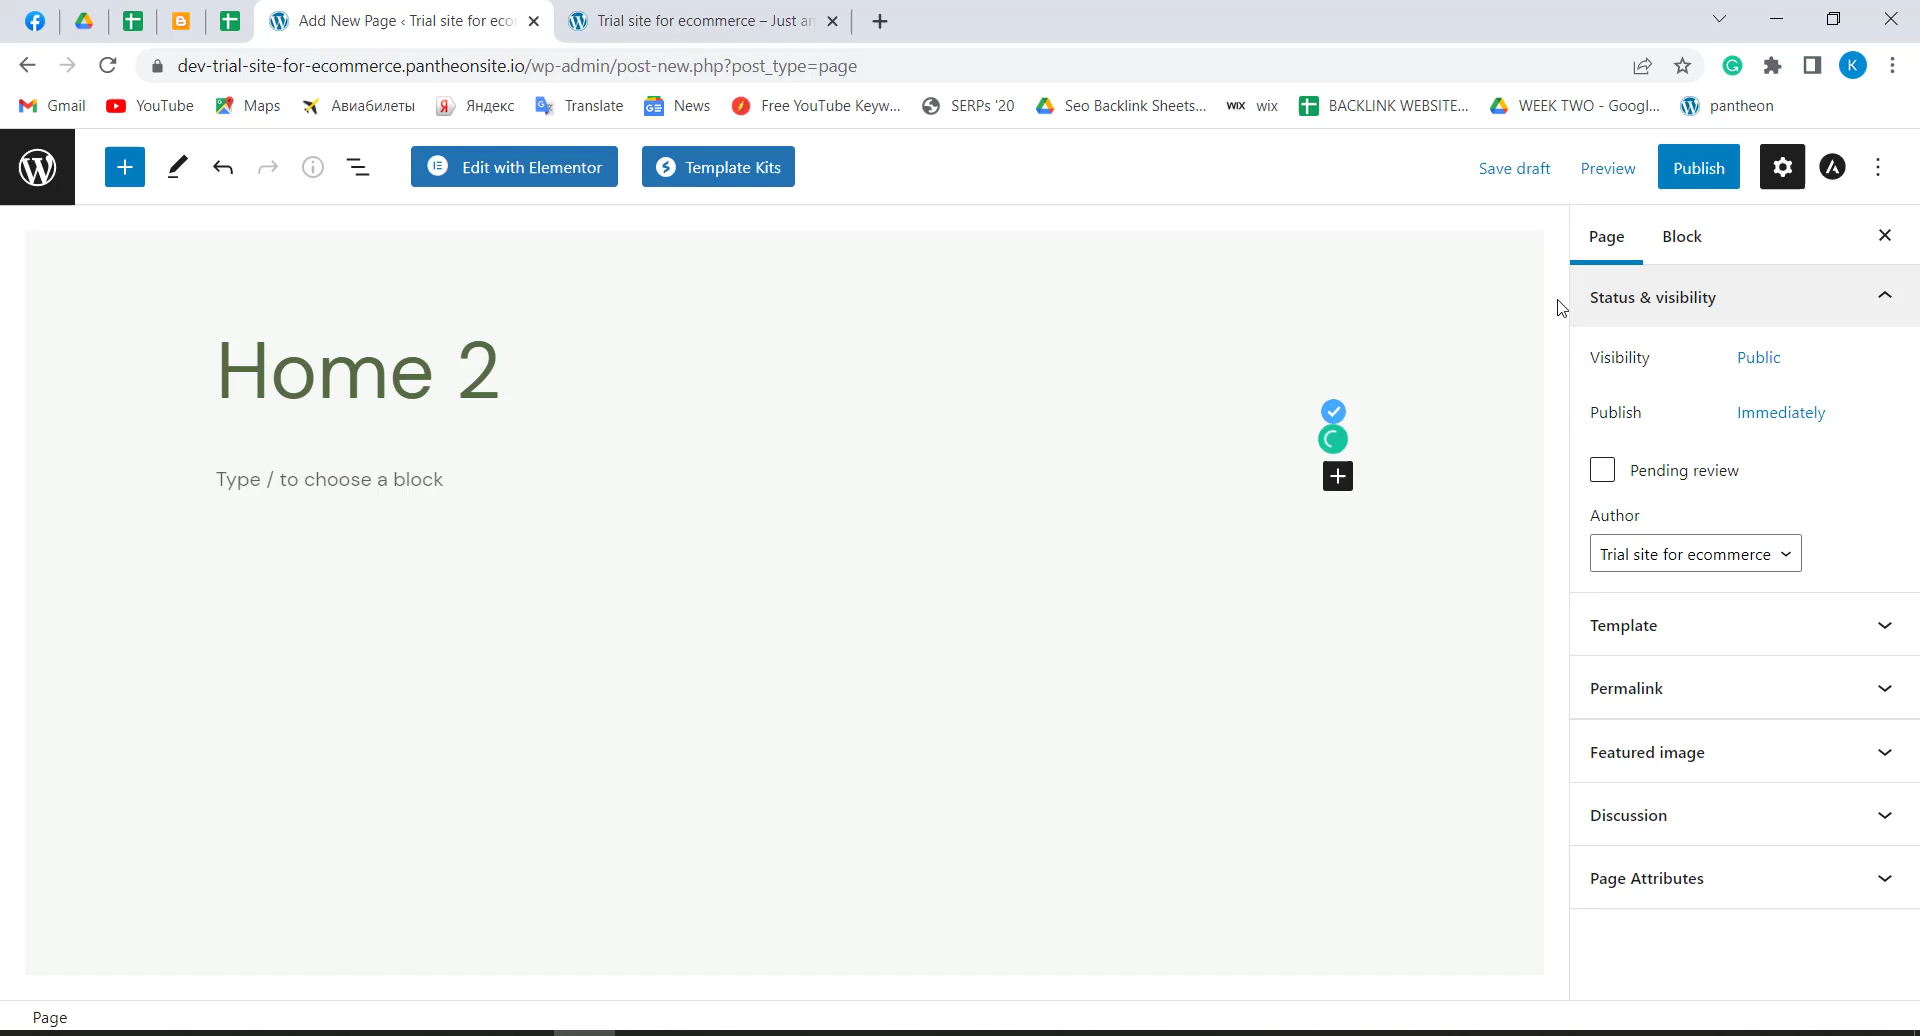 Add New Page ‹ Trial site for eco
Trial site for ecommerce – Just an
dev-trial-site-for-ecommerce.pantheonsite.io/wp-admin/post-new.php?post_type=page
K
Gmail
YouTube
Maps
Авиабилеты
Яндекс
Translate
News
Free YouTube Keyw...
SERPs '20
Seo Backlink Sheets...
WIX wix
BACKLINK WEBSITE...
WEEK TWO - Googl...
pantheon
Edit with Elementor
Template Kits
Save draft
Preview
Publish
Page
Block
Status & visibility
Home 2
Visibility Public
Publish Immediately
Type / to choose a block
Pending review
Author
Trial site for ecommerce
Template
Permalink
Featured image
Discussion
Page Attributes
Page